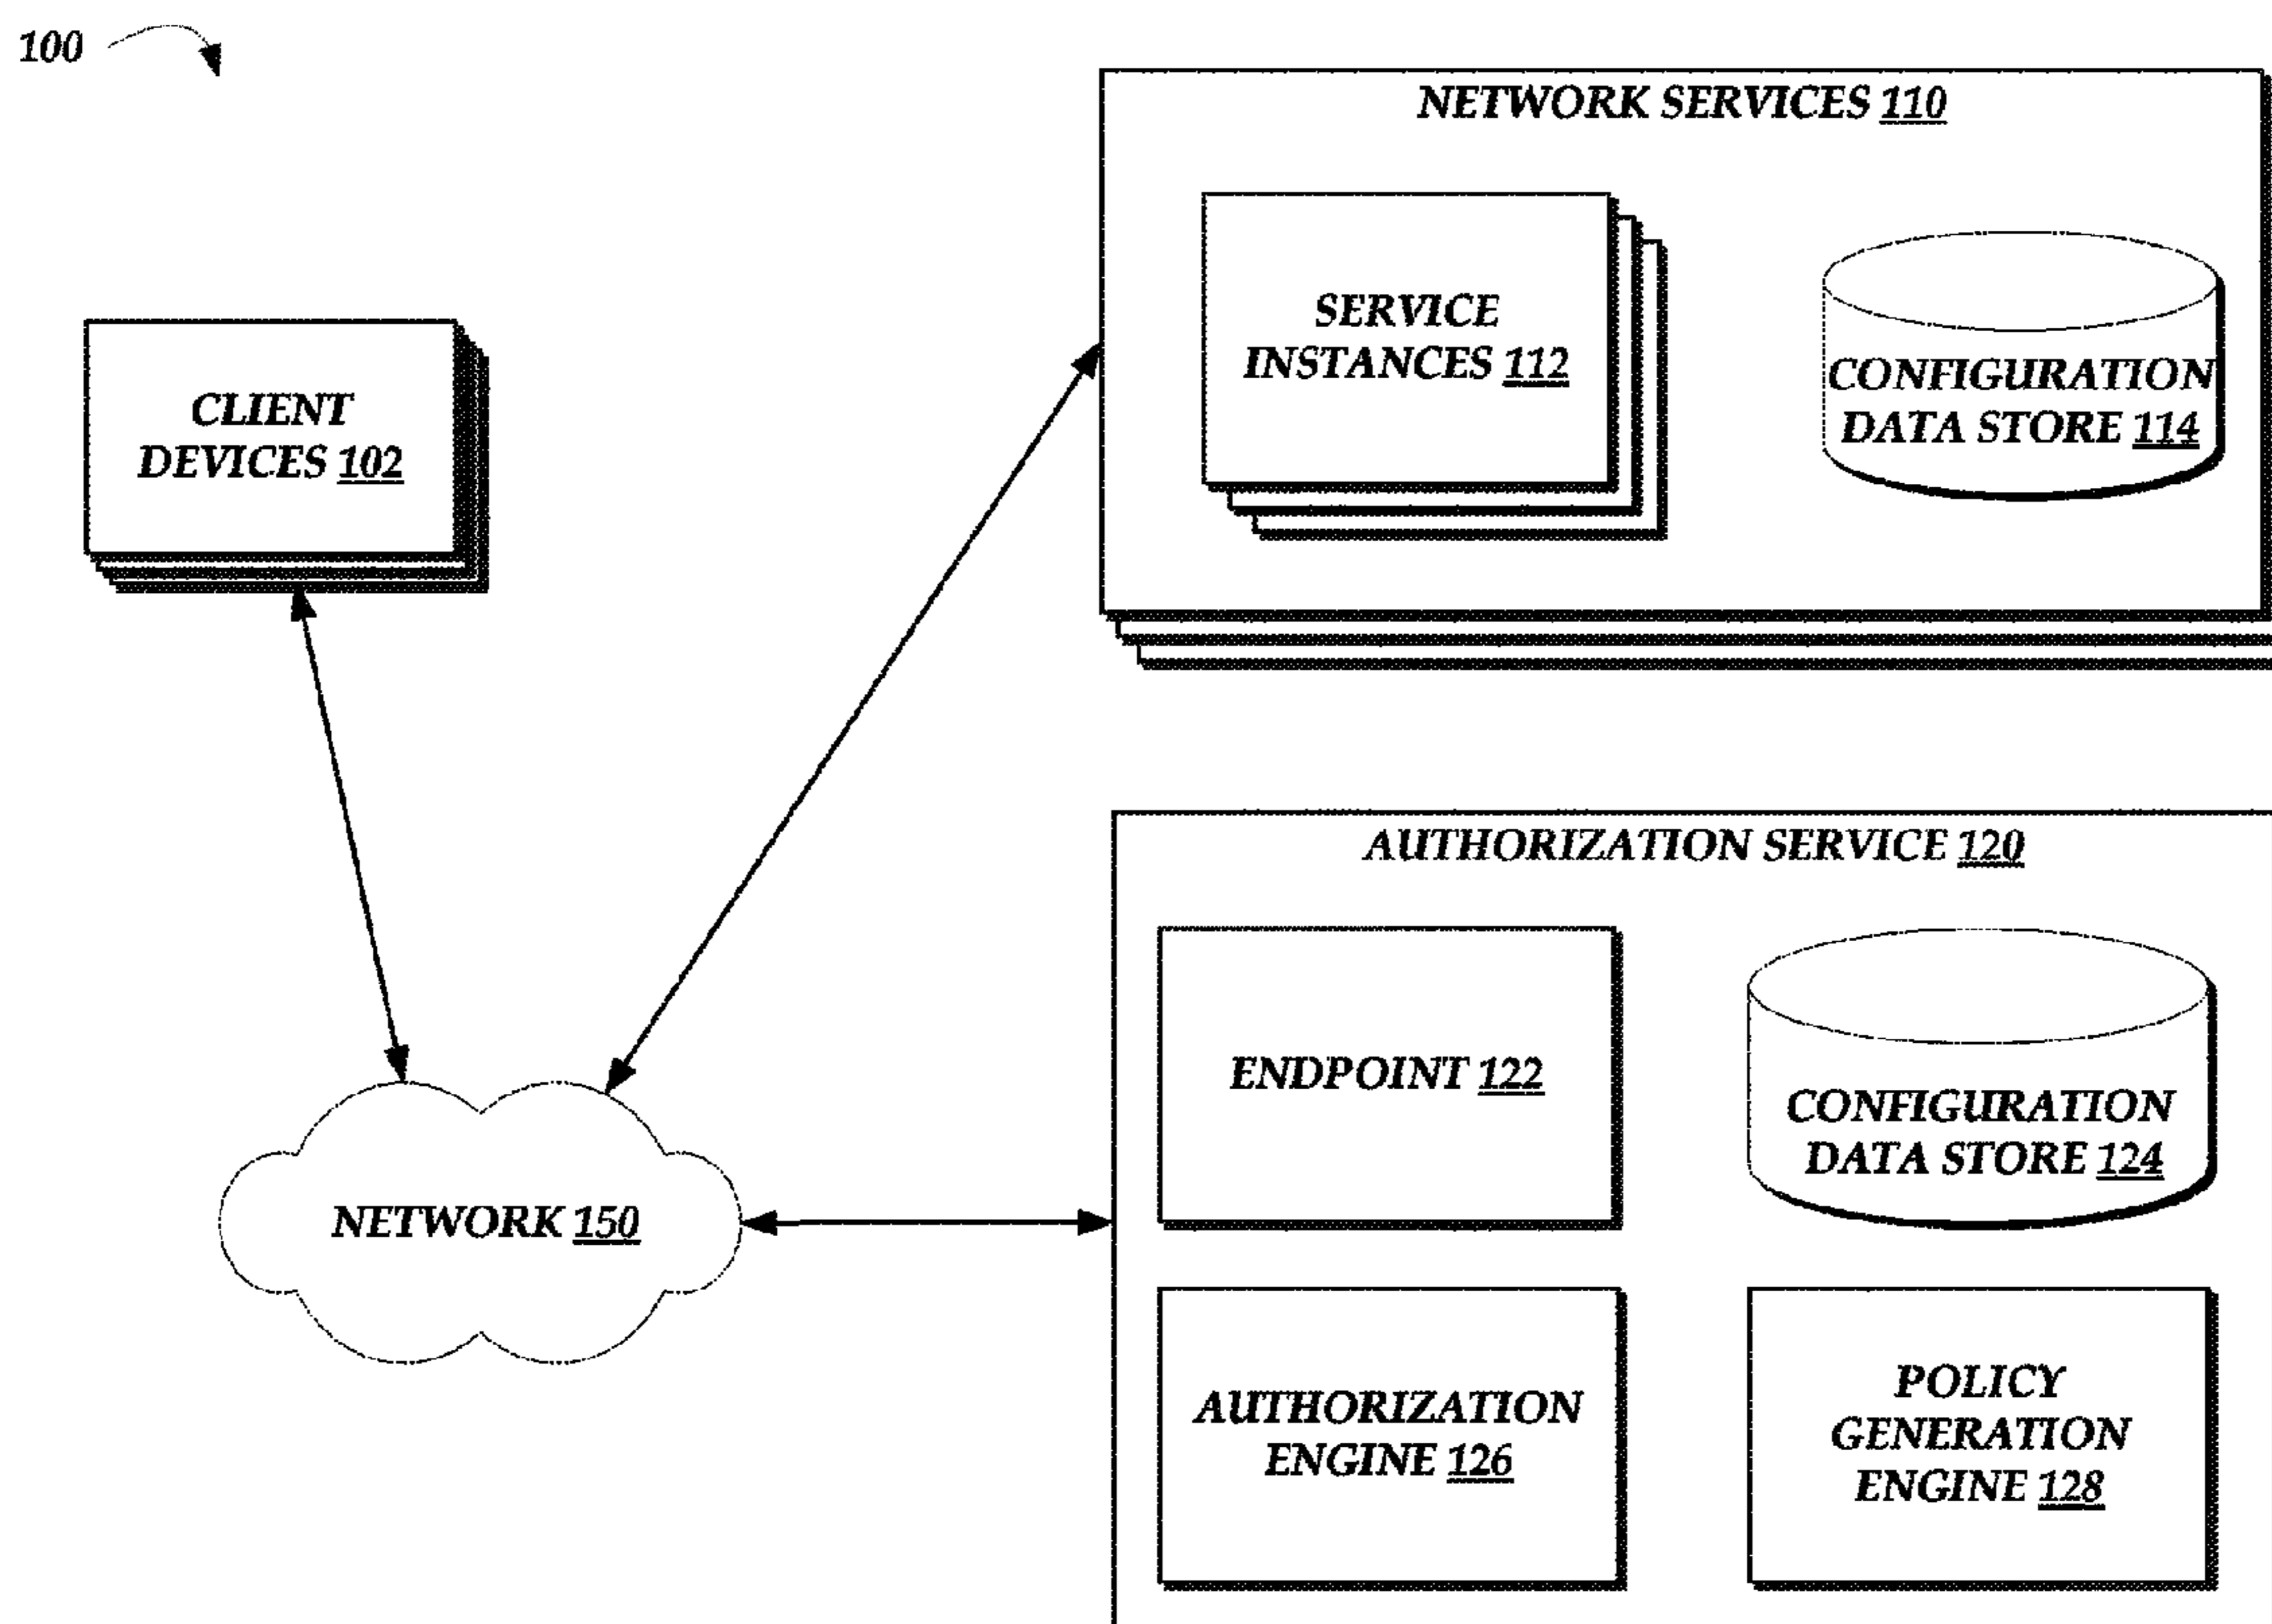 100
NETWORK SERVICES 110
SERVICE
INSTANCES 112
CONFIGURATION
DATA STORE 114
CLIENT
DEVICES 102
AUTHORIZATION SERVICE 120
ENDPOINT 122
CONFIGURATION
DATA STORE 124
NETWORK 150
AUTHORIZATION
ENGINE 126
POLICY
GENERATION
ENGINE 128